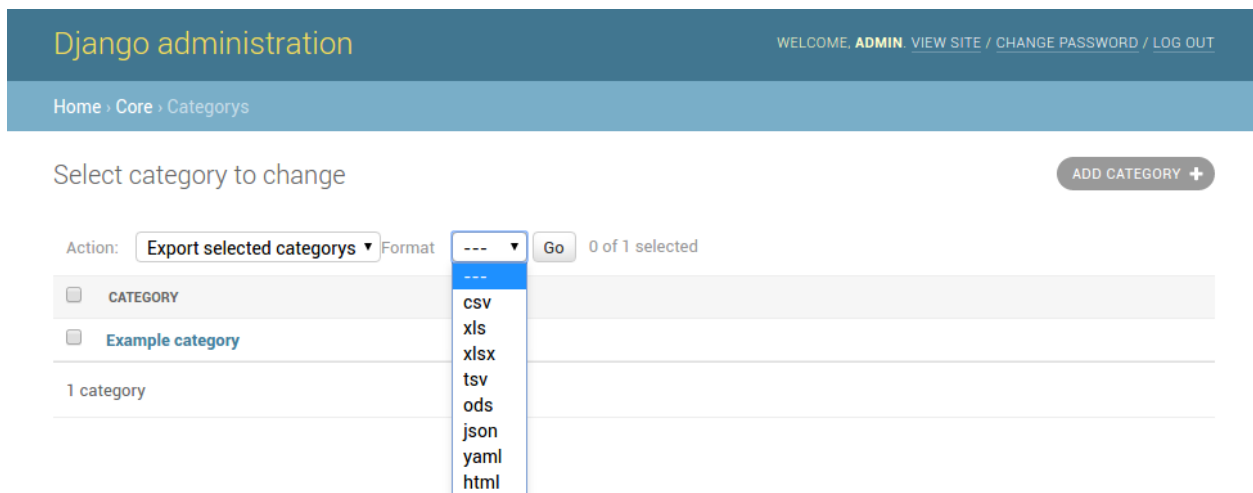 Django administration
WELCOME, ADMIN. VIEW SITE / CHANGE PASSWORD / LOG OUT
Home › Core › Categorys
Select category to change
ADD CATEGORY +
Action: Export selected categorys Format --- Go 0 of 1 selected
---
CATEGORY
csv
xls
Example category
xlsx
tsv
1 category
ods
json
yaml
html